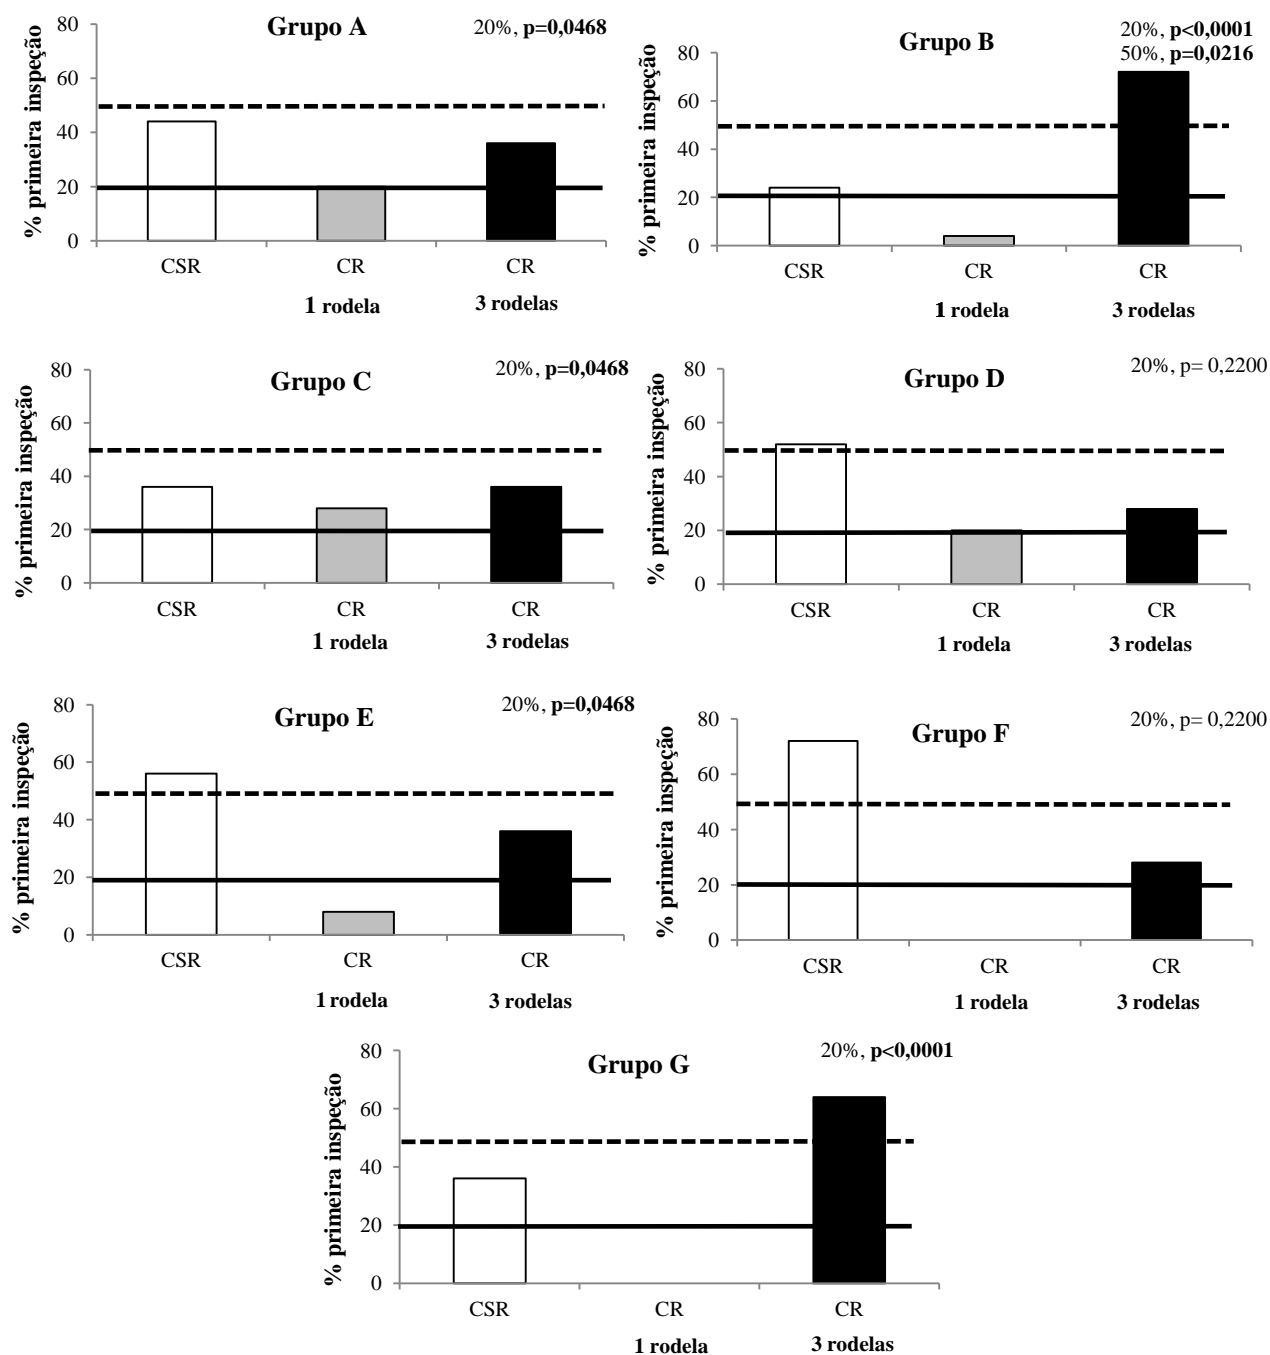 Grupo A
20%, p=0,0468
% primeira inspeção
80
60
40
20
0
CSR
CR
CR
1 rodela
3 rodelas
Grupo B
20%, p<0,0001
50%, p=0,0216
% primeira inspeção
80
60
40
20
0
CSR
CR
CR
1 rodela
3 rodelas
Grupo C
20%, p=0,0468
% primeira inspeção
80
60
40
20
0
CSR
CR
CR
1 rodela
3 rodelas
Grupo D
20%, p= 0,2200
% primeira inspeção
80
60
40
20
0
CSR
CR
CR
1 rodela
3 rodelas
Grupo E
20%, p=0,0468
% primeira inspeção
80
60
40
20
0
CSR
CR
CR
1 rodela
3 rodelas
Grupo F
20%, p= 0,2200
% primeira inspeção
80
60
40
20
0
CSR
CR
CR
1 rodela
3 rodelas
Grupo G
20%, p<0,0001
% primeira inspeção
80
60
40
20
0
CSR
CR
CR
1 rodela
3 rodelas